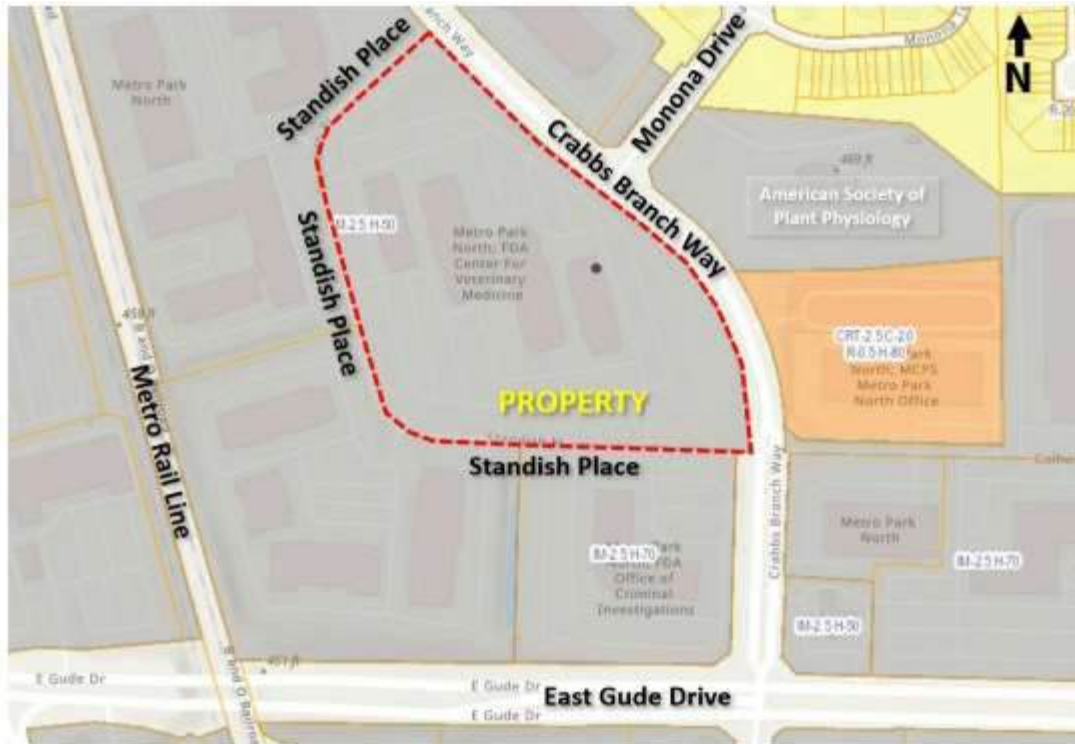 ench Way
Standish Place
Monona Drive
N
Metro Park
North
Crabbs Branch Way
469 ft
American Society of
Plant Physiology
IM-2.5 H-50
Metro Park
North; FDA
Center For
Veterinary
Medicine
Standish Place
459 ft
CRT-2.5 C-2.0
R-0.5 H-80
North; MCPS
Metro Park
North Office
Metro Rail Line
PROPERTY
Standish Place
Crabbs Branch Way
Metro Park
North
IM-2.5 H-70
North; FDA
Office of
Criminal
Investigations
IM-2.5 H-70
IM-2.5 H-50
E Gude Dr
E Gude Dr
East Gude Drive
E Gude Dr